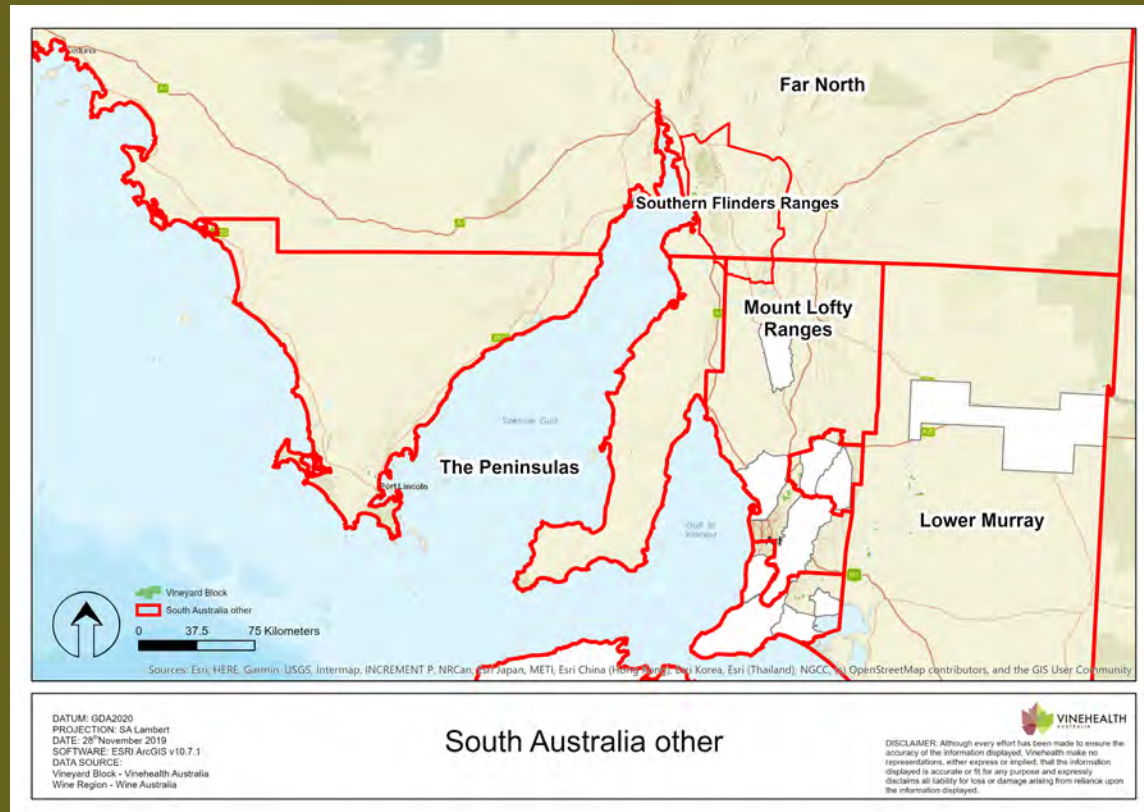 Far North
Southern Flinders Ranges
Mount Lofty
Ranges
Spencer Gulf
The Peninsulas
Port Lincoln
Gulf St
Vincent
Lower Murray
Vineyard Block
South Australia other
0 37.5 75 Kilometers
Sources: Esri, HERE, Garmin, USGS, Intermap, INCREMENT P, NRCan, Esri Japan, METI, Esri China (Hong Kong), Esri Korea, Esri (Thailand), NGCC, (c) OpenStreetMap contributors, and the GIS User Community
DATUM: GDA2020
PROJECTION: SA Lambert
DATE: 28th November 2019
SOFTWARE: ESRI ArcGIS v10.7.1
DATA SOURCE:
Vineyard Block - Vinehealth Australia
Wine Region - Wine Australia
South Australia other
VINEHEALTH
AUSTRALIA
DISCLAIMER: Although every effort has been made to ensure the
accuracy of the information displayed, Vinehealth make no
representations, either express or implied, that the information
displayed is accurate or fit for any purpose and expressly
disclaims all liability for loss or damage arising from reliance upon
the information displayed.